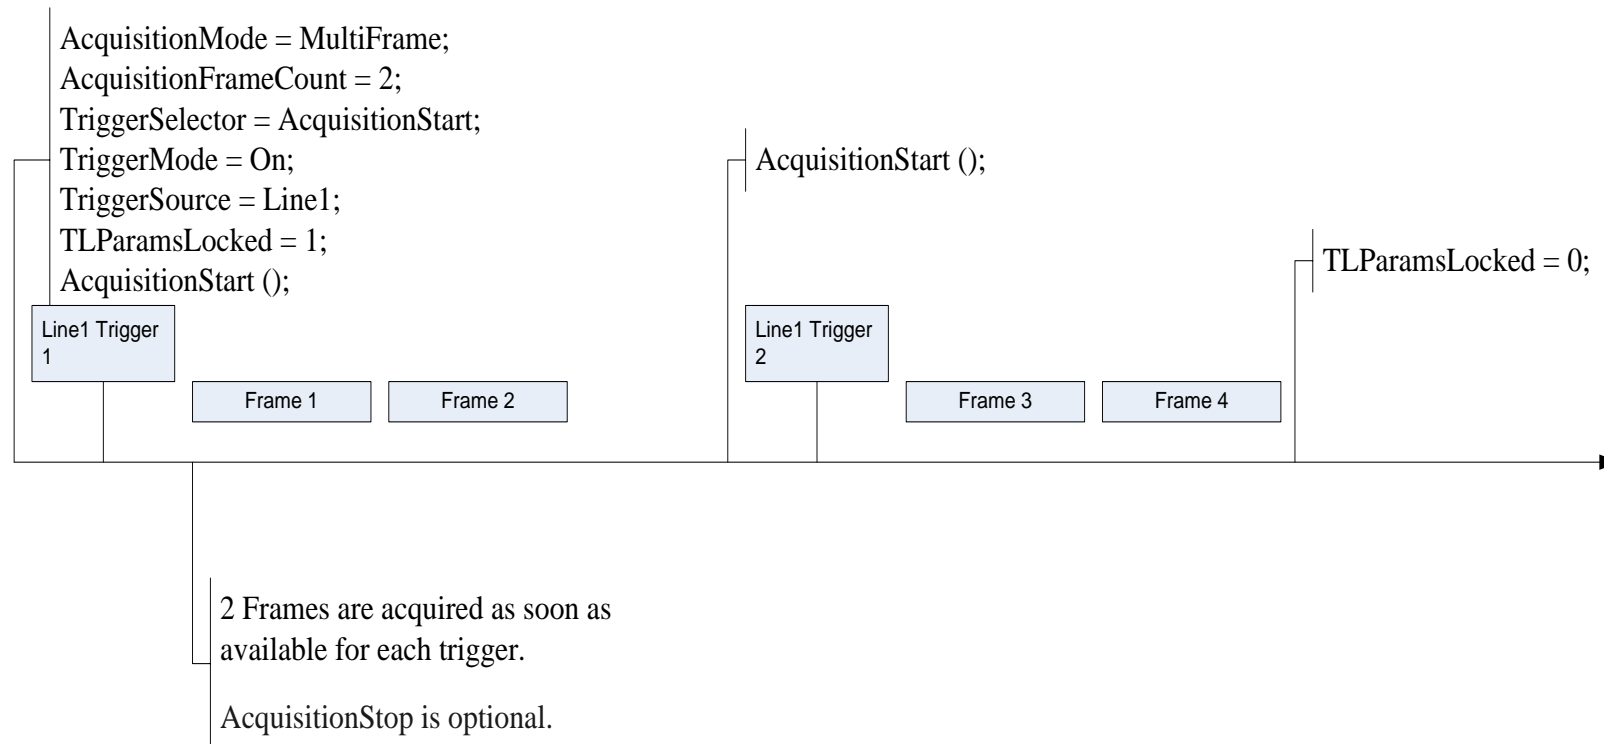 AcquisitionMode = MultiFrame;
AcquisitionFrameCount = 2;
TriggerSelector = AcquisitionStart;
TriggerMode = On;
TriggerSource = Line1;
TLParamsLocked = 1;
AcquisitionStart ();
AcquisitionStart ();
TLParamsLocked = 0;
Line1 Trigger
1
Frame 1
Frame 2
Line1 Trigger
2
Frame 3
Frame 4
2 Frames are acquired as soon as
available for each trigger.
AcquisitionStop is optional.